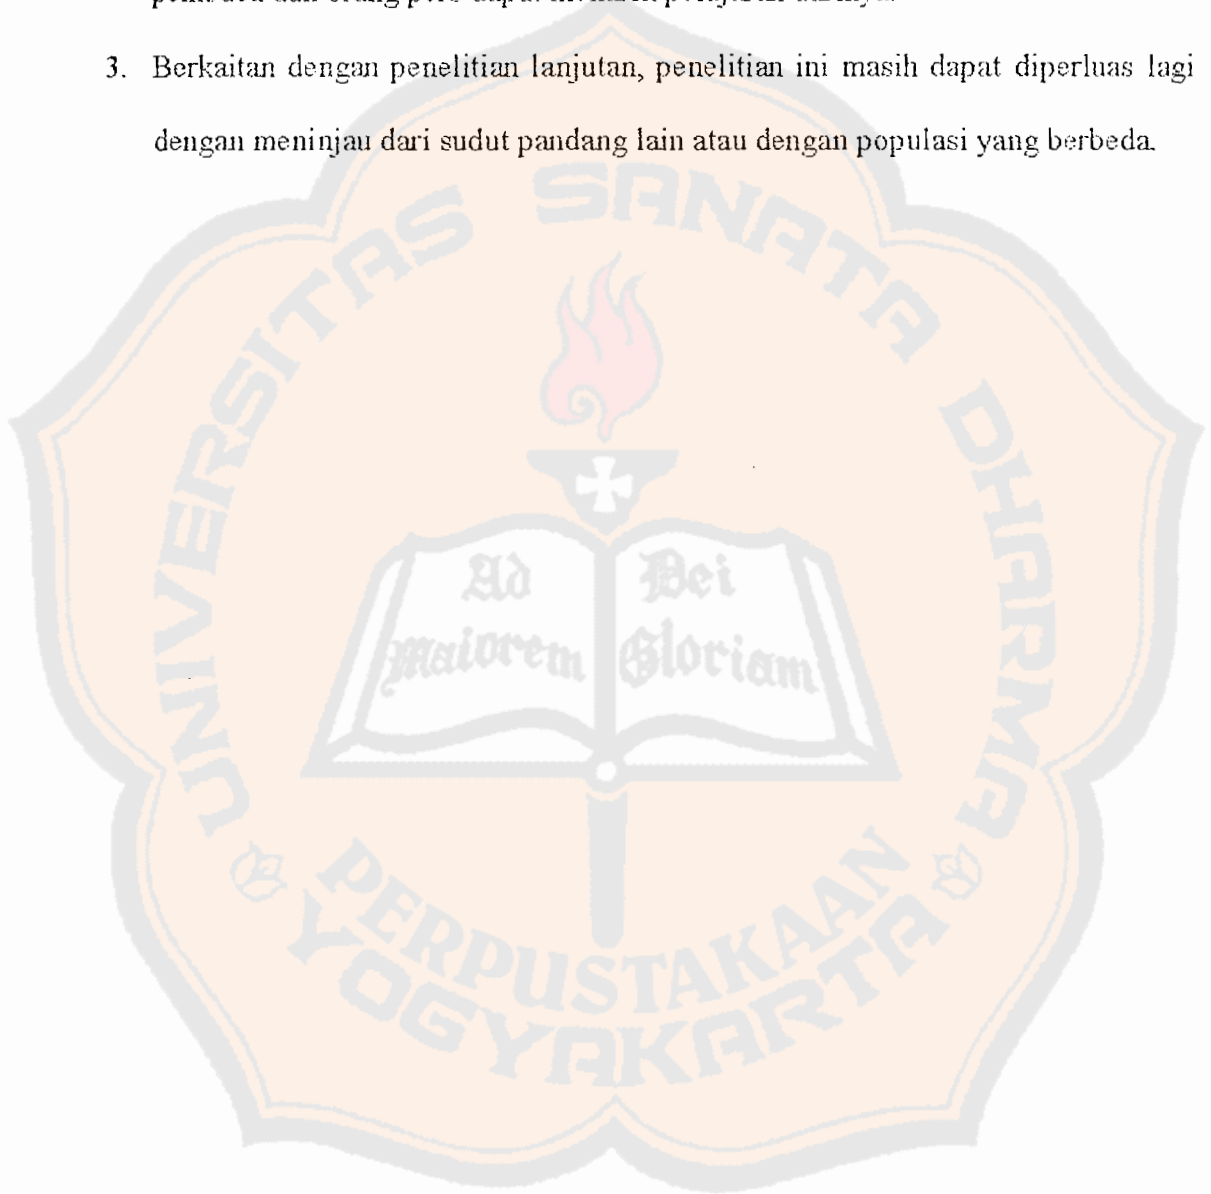 3. Berkaitan dengan penelitian lanjutan, penelitian ini masih dapat diperluas lagi
dengan meninjau dari sudut pandang lain atau dengan populasi yang berbeda.
UNIVERSITAS SANATA DHARMA
Ad Dei
Maiorem Gloriam
PERPUSTAKAAN
YOGYAKARTA